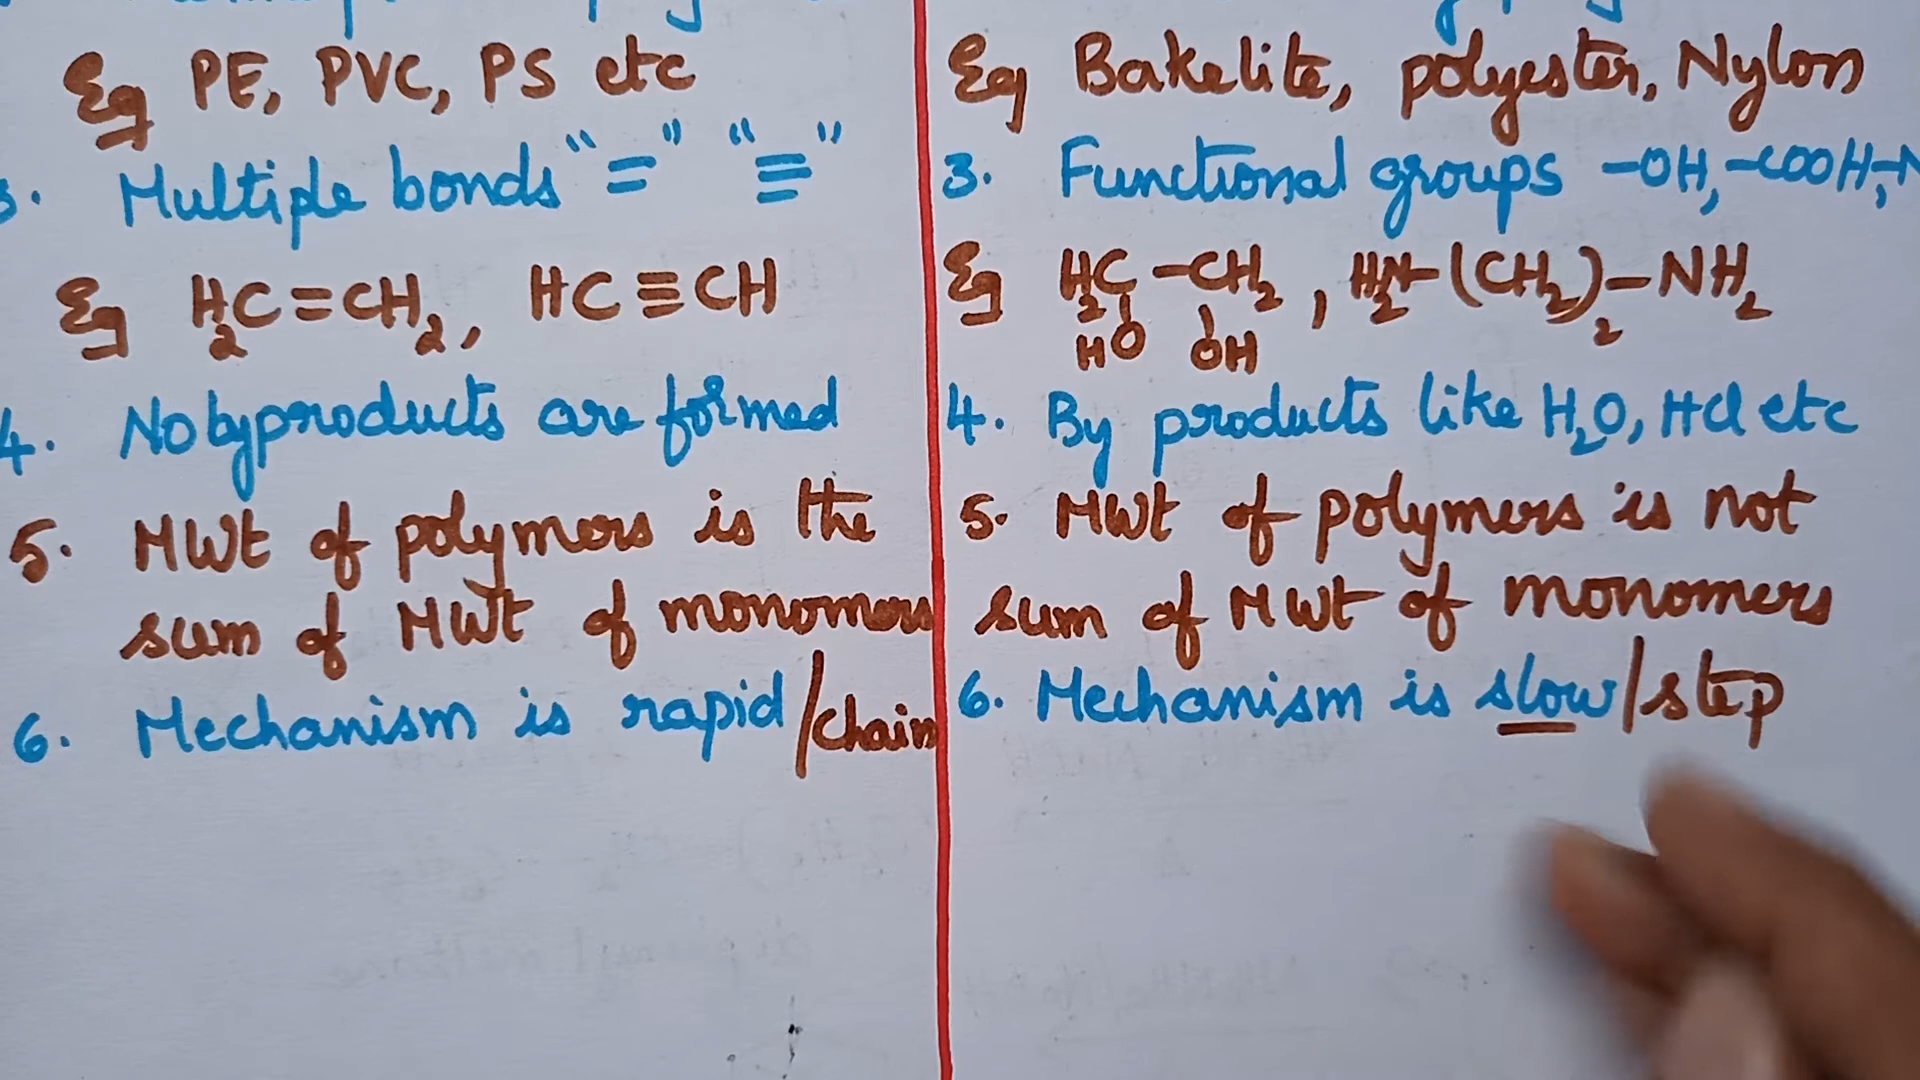 Eg PE, PVC, PS etc
3. Multiple bonds "=" "≡"
Eg H₂C=CH₂, HC≡CH
4. No byproducts are formed
5. MWt of polymers is the
sum of MWt of monomers
6. Mechanism is rapid/chain
Eg Bakelite, polyester, Nylon
3. Functional groups -OH, -COOH, -N
Eg H₂C-CH₂, H₂N-(CH₂)₂-NH₂
HO OH
4. By products like H₂O, HCl etc
5. MWt of polymers is not
sum of MWt of monomers
6. Mechanism is slow/step